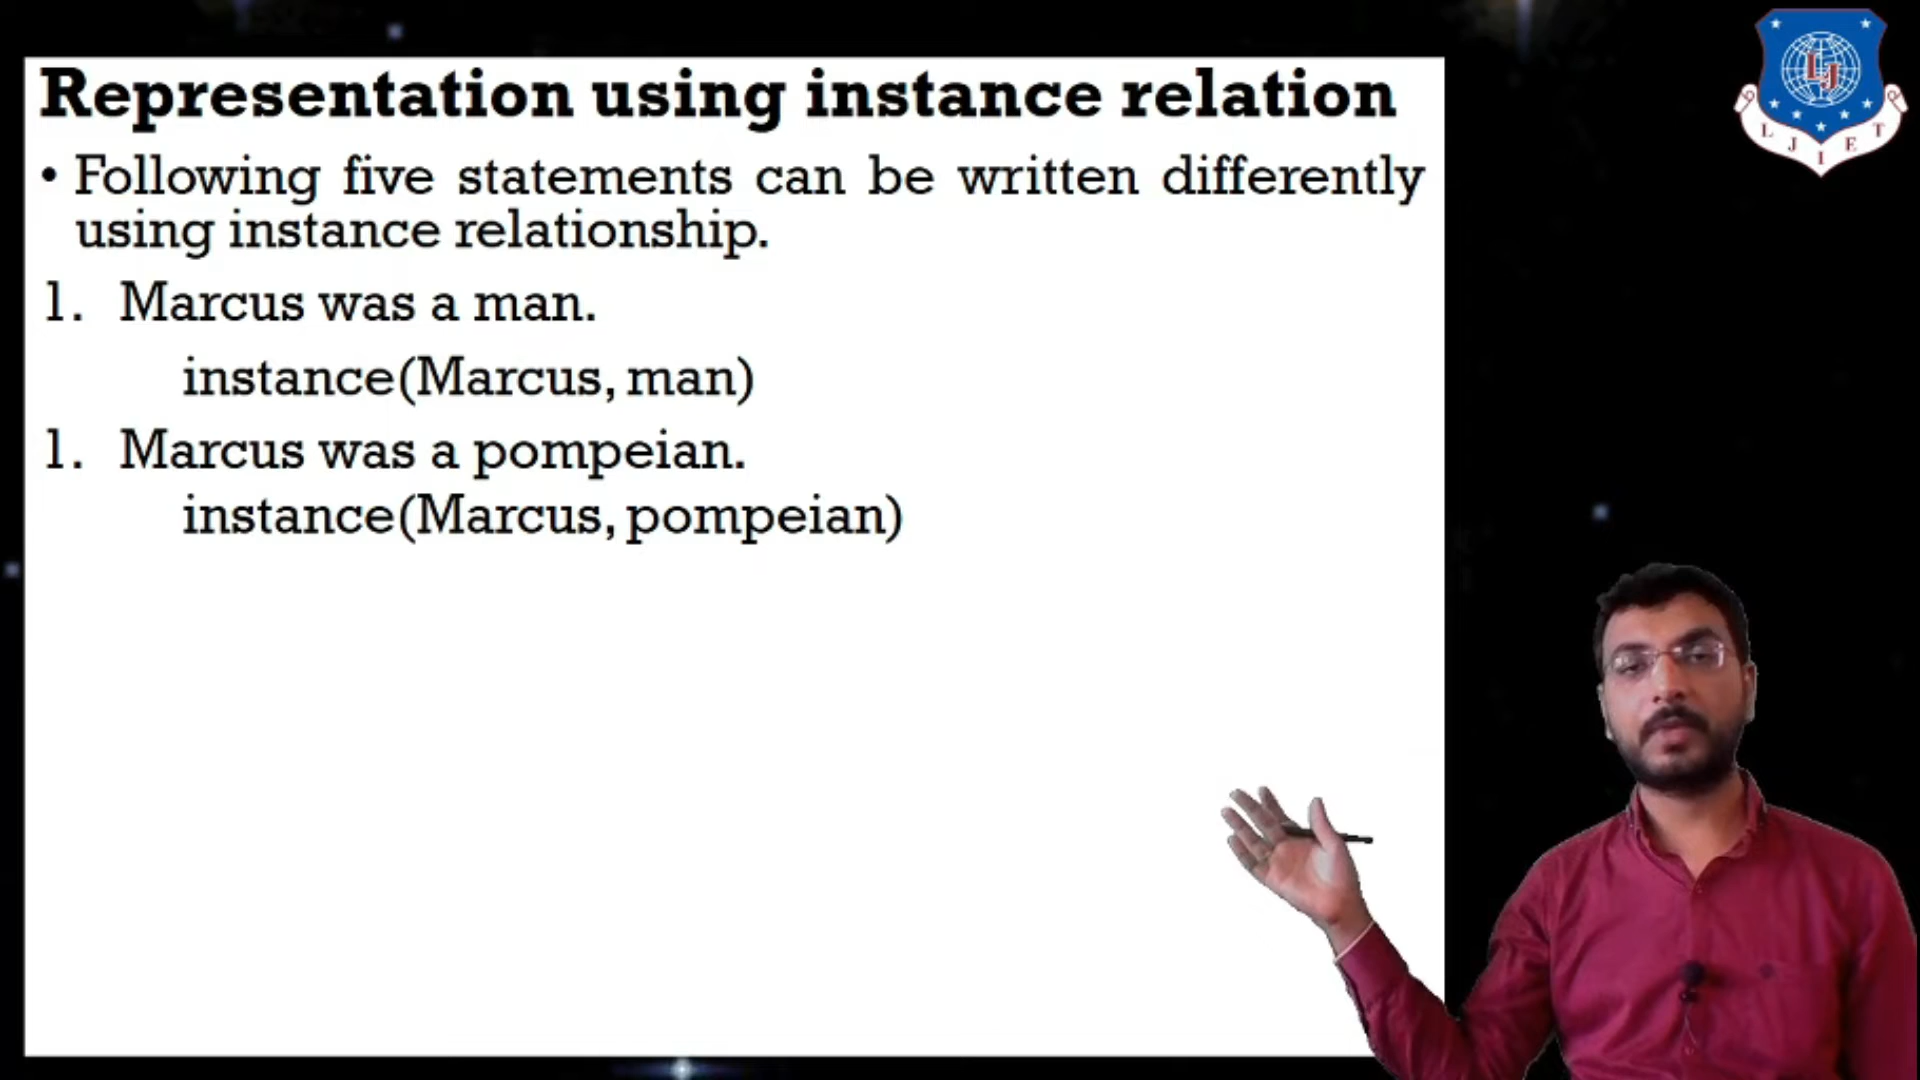 Representation using instance relation
• Following five statements can be written differently
using instance relationship.
1. Marcus was a man.
instance(Marcus, man)
1. Marcus was a pompeian.
instance(Marcus, pompeian)
LJ
L J I E T